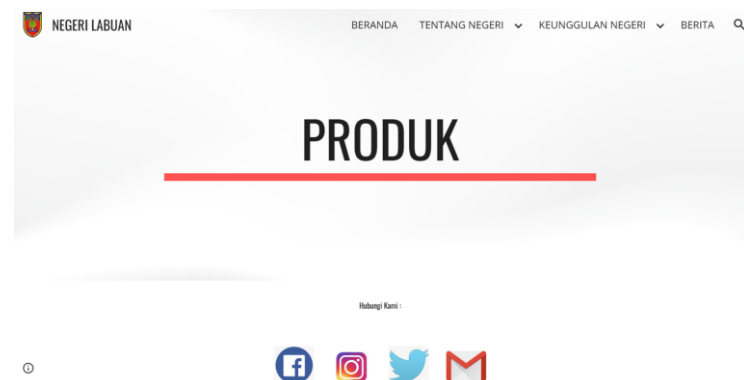 NEGERI LABUAN
BERANDA TENTANG NEGERI KEUNGGULAN NEGERI BERITA
PRODUK
Hubungi Kami :